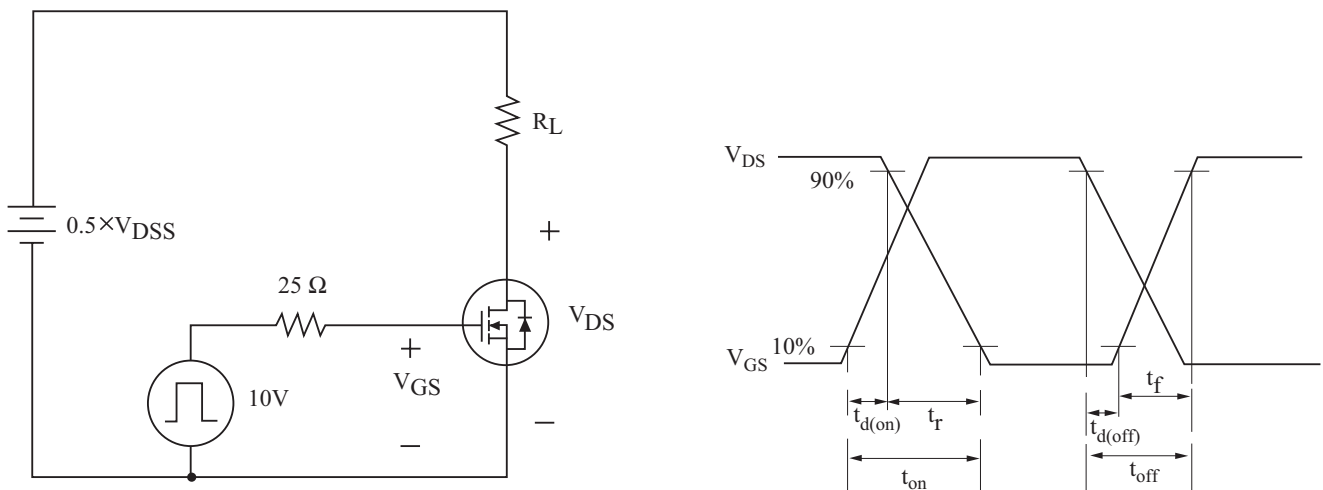 R_L
0.5×V_DSS
25 Ω
V_DS
V_GS
10V
+
+
−
−
V_DS
90%
V_GS
10%
t_d(on)
t_r
t_on
t_f
t_d(off)
t_off